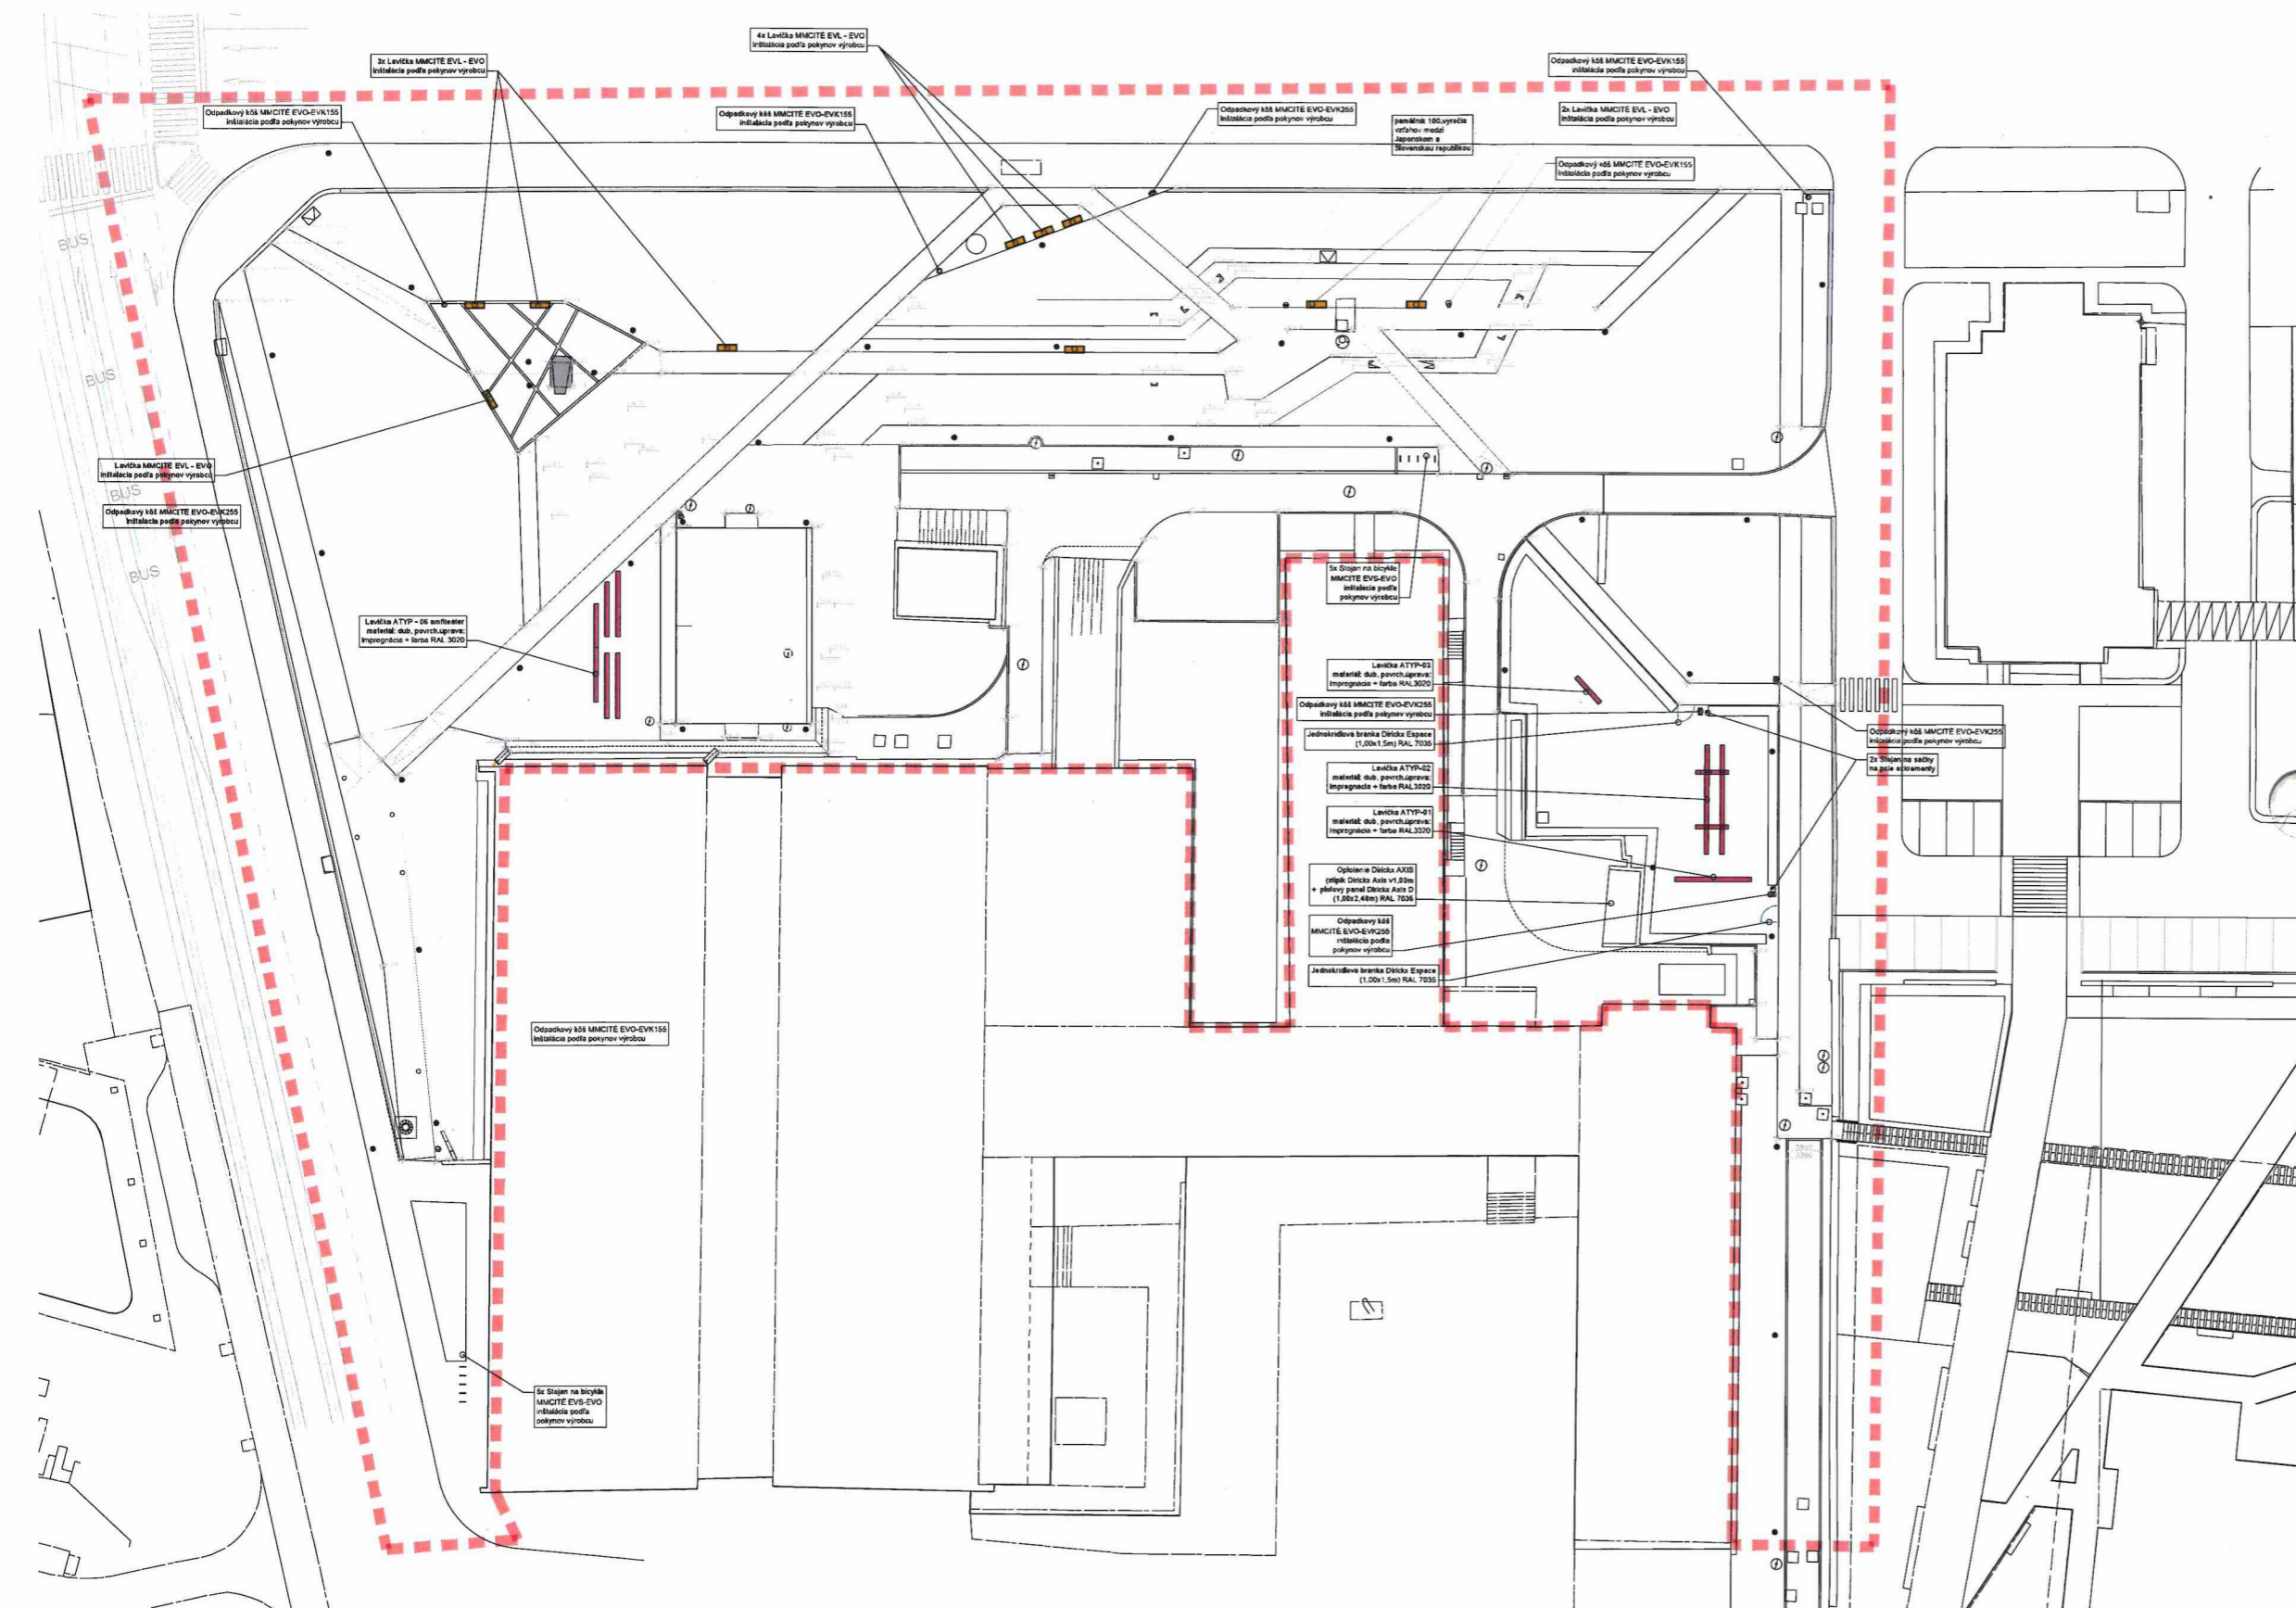 4x Lavička MMCITÉ EVL - EVO
inštalácia podľa pokynov výrobcu
3x Lavička MMCITÉ EVL - EVO
inštalácia podľa pokynov výrobcu
Odpadkový kôš MMCITÉ EVO-EVK155
inštalácia podľa pokynov výrobcu
Odpadkový kôš MMCITÉ EVO-EVK155
inštalácia podľa pokynov výrobcu
Odpadkový kôš MMCITÉ EVO-EVK155
inštalácia podľa pokynov výrobcu
Odpadkový kôš MMCITÉ EVO-EVK255
inštalácia podľa pokynov výrobcu
2x Lavička MMCITÉ EVL - EVO
inštalácia podľa pokynov výrobcu
pamätník 100.vyročia
vzťahov medzi
Japonskom a
Slovenskou republikou
Odpadkový kôš MMCITÉ EVO-EVK155
inštalácia podľa pokynov výrobcu
BUS
BUS
Lavička MMCITÉ EVL - EVO
inštalácia podľa pokynov výrobcu
BUS
Odpadkový kôš MMCITÉ EVO-EVK255
inštalácia podľa pokynov výrobcu
BUS
5x Stojan na bicykle
MMCITÉ EVS-EVO
inštalácia podľa
pokynov výrobcu
Lavička ATYP - 06 amfiteáter
materiál: dub, povrch.úprava:
impregnácia + farba RAL 3020
Lavička ATYP-03
materiál: dub, povrch.úprava:
impregnácia + farba RAL3020
Odpadkový kôš MMCITÉ EVO-EVK255
inštalácia podľa pokynov výrobcu
Jednokrídlova branka Dirickx Espace
(1,00x1,5m) RAL 7035
Odpadkový kôš MMCITÉ EVO-EVK255
inštalácia podľa pokynov výrobcu
2x Stojan na sáčky
na psie exkrementy
Lavička ATYP-02
materiál: dub, povrch.úprava:
impregnácia + farba RAL3020
Lavička ATYP-01
materiál: dub, povrch.úprava:
impregnácia + farba RAL3020
Oplotenie Dirickx AXIS
(stĺpik Dirickx Axis v1,00m
+ plotový panel Dirickx Axis D
(1,00x2,48m) RAL 7035
Odpadkový kôš
MMCITÉ EVO-EVK255
inštalácia podľa
pokynov výrobcu
Jednokrídlova branka Dirickx Espace
(1,00x1,5m) RAL 7035
Odpadkový kôš MMCITÉ EVO-EVK155
inštalácia podľa pokynov výrobcu
5x Stojan na bicykle
MMCITÉ EVS-EVO
inštalácia podľa
pokynov výrobcu